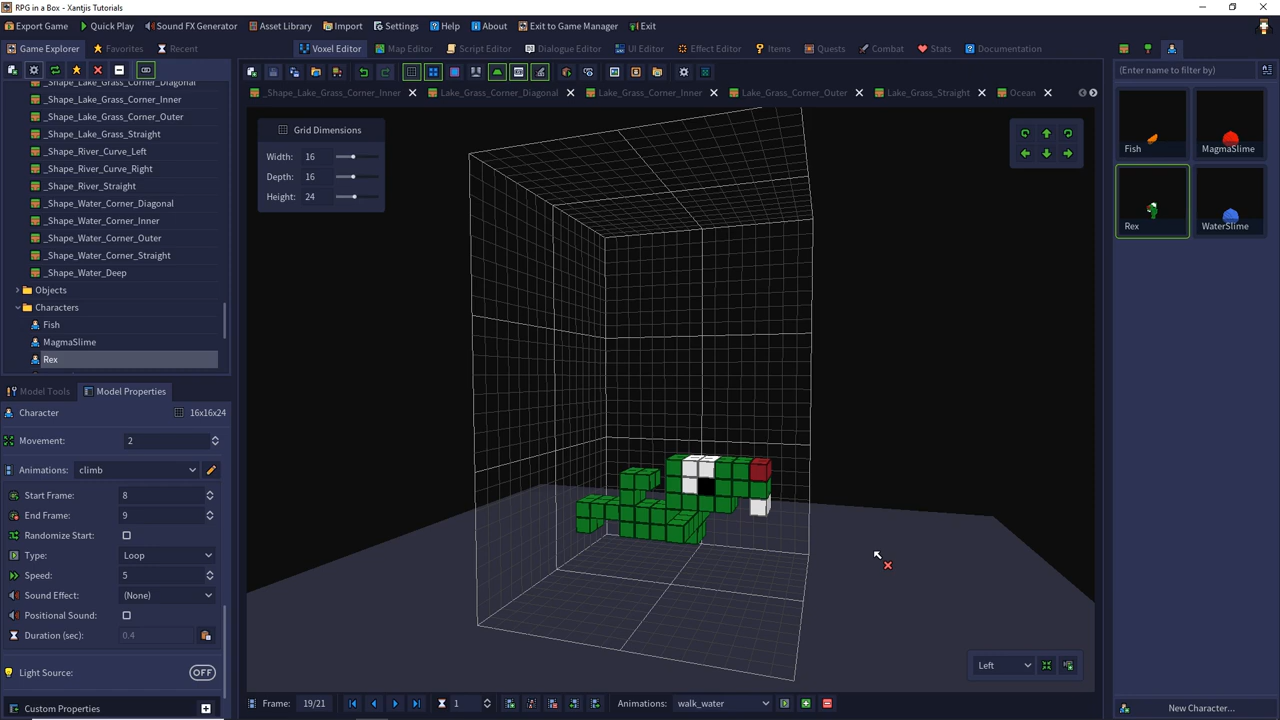 RPG in a Box - Xantjis Tutorials
Export Game Quick Play Sound FX Generator Asset Library Import Settings Help About Exit to Game Manager Exit
Game Explorer Favorites Recent
Voxel Editor Map Editor Script Editor Dialogue Editor UI Editor Effect Editor Items Quests Combat Stats Documentation
(Enter name to filter by)
_Shape_Lake_Grass_Corner_Inner Lake_Grass_Corner_Diagonal Lake_Grass_Corner_Inner Lake_Grass_Corner_Outer Lake_Grass_Straight Ocean
_Shape_Lake_Grass_Corner_Diagonal
_Shape_Lake_Grass_Corner_Inner
_Shape_Lake_Grass_Corner_Outer
_Shape_Lake_Grass_Straight
_Shape_River_Curve_Left
_Shape_River_Curve_Right
_Shape_River_Straight
_Shape_Water_Corner_Diagonal
_Shape_Water_Corner_Inner
_Shape_Water_Corner_Outer
_Shape_Water_Corner_Straight
_Shape_Water_Deep
Objects
Characters
Fish
MagmaSlime
Rex
Grid Dimensions
Width: 16
Depth: 16
Height: 24
Fish MagmaSlime
Rex WaterSlime
Model Tools Model Properties
Character 16x16x24
Movement: 2
Animations: climb
Start Frame: 8
End Frame: 9
Randomize Start:
Type: Loop
Speed: 5
Sound Effect: (None)
Positional Sound:
Duration (sec): 0.4
Light Source: OFF
Custom Properties
Left
Frame: 19/21 1 Animations: walk_water
New Character...